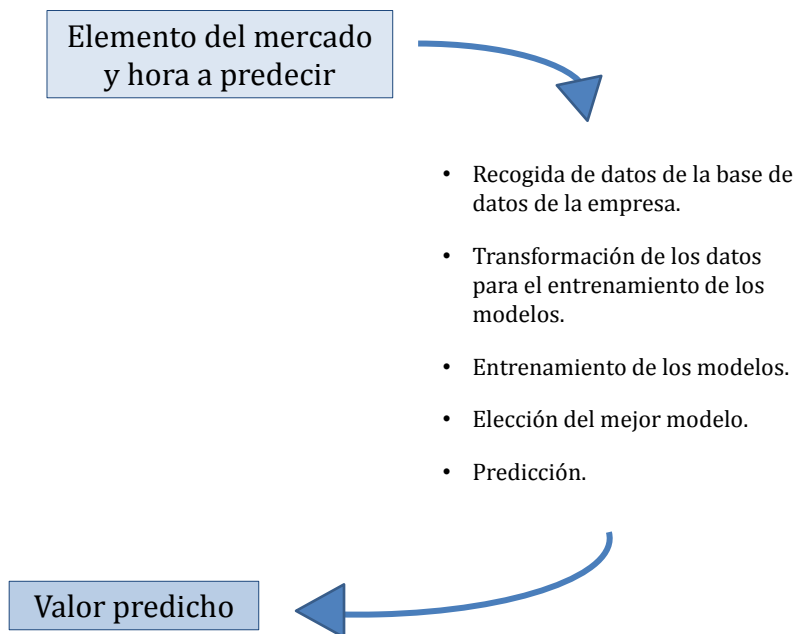 Elemento del mercado
y hora a predecir
• Recogida de datos de la base de
datos de la empresa.
• Transformación de los datos
para el entrenamiento de los
modelos.
• Entrenamiento de los modelos.
• Elección del mejor modelo.
• Predicción.
Valor predicho